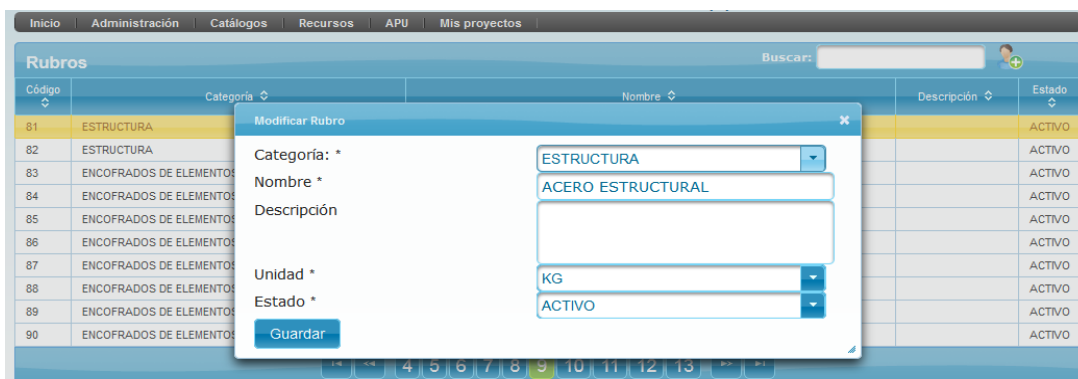 Inicio Administración Catálogos Recursos APU Mis proyectos
Rubros Buscar:
Código Categoría Nombre Descripción Estado
81 ESTRUCTURA ACTIVO
82 ESTRUCTURA ACTIVO
83 ENCOFRADOS DE ELEMENTOS ACTIVO
84 ENCOFRADOS DE ELEMENTOS ACTIVO
85 ENCOFRADOS DE ELEMENTOS ACTIVO
86 ENCOFRADOS DE ELEMENTOS ACTIVO
87 ENCOFRADOS DE ELEMENTOS ACTIVO
88 ENCOFRADOS DE ELEMENTOS ACTIVO
89 ENCOFRADOS DE ELEMENTOS ACTIVO
90 ENCOFRADOS DE ELEMENTOS ACTIVO
Modificar Rubro
Categoría: * ESTRUCTURA
Nombre * ACERO ESTRUCTURAL
Descripción
Unidad * KG
Estado * ACTIVO
Guardar
4 5 6 7 8 9 10 11 12 13